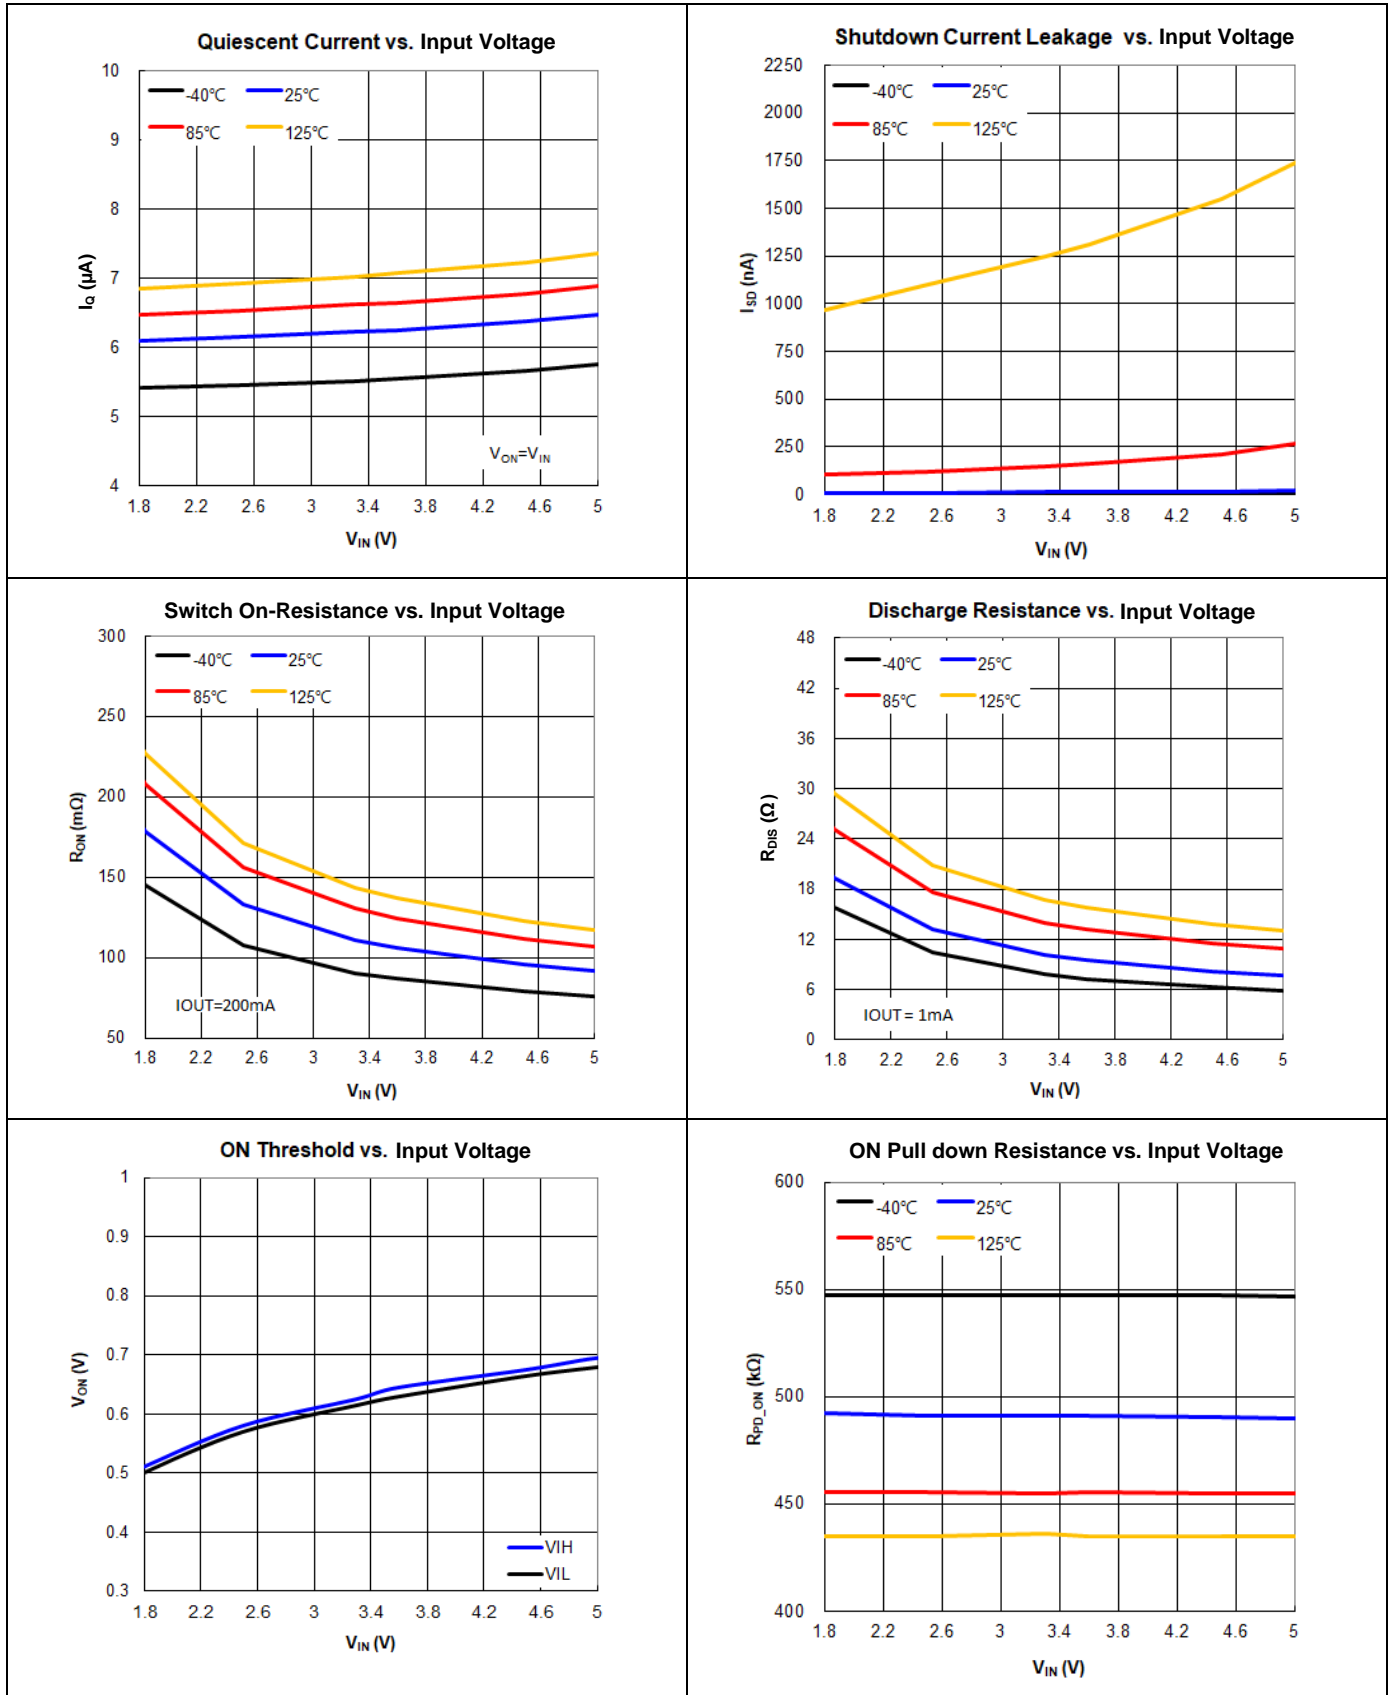 Quiescent Current vs. Input Voltage
10
9
8
7
6
5
4
-40℃ 25℃
85℃ 125℃
IQ (µA)
VON=VIN
1.8 2.2 2.6 3 3.4 3.8 4.2 4.6 5
VIN (V)
Shutdown Current Leakage vs. Input Voltage
2250
2000
1750
1500
1250
1000
750
500
250
0
-40℃ 25℃
85℃ 125℃
ISD (nA)
1.8 2.2 2.6 3 3.4 3.8 4.2 4.6 5
VIN (V)
Switch On-Resistance vs. Input Voltage
300
250
200
150
100
50
-40℃ 25℃
85℃ 125℃
RON (mΩ)
IOUT=200mA
1.8 2.2 2.6 3 3.4 3.8 4.2 4.6 5
VIN (V)
Discharge Resistance vs. Input Voltage
48
42
36
30
24
18
12
6
0
-40℃ 25℃
85℃ 125℃
RDIS (Ω)
IOUT = 1mA
1.8 2.2 2.6 3 3.4 3.8 4.2 4.6 5
VIN (V)
ON Threshold vs. Input Voltage
1
0.9
0.8
0.7
0.6
0.5
0.4
0.3
VON (V)
VIH
VIL
1.8 2.2 2.6 3 3.4 3.8 4.2 4.6 5
VIN (V)
ON Pull down Resistance vs. Input Voltage
600
550
500
450
400
-40℃ 25℃
85℃ 125℃
RPD_ON (kΩ)
1.8 2.2 2.6 3 3.4 3.8 4.2 4.6 5
VIN (V)